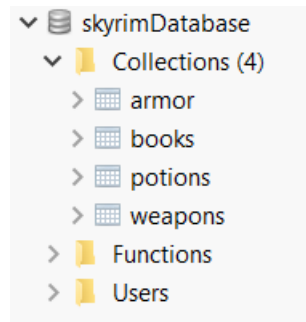 skyrimDatabase
Collections (4)
armor
books
potions
weapons
Functions
Users